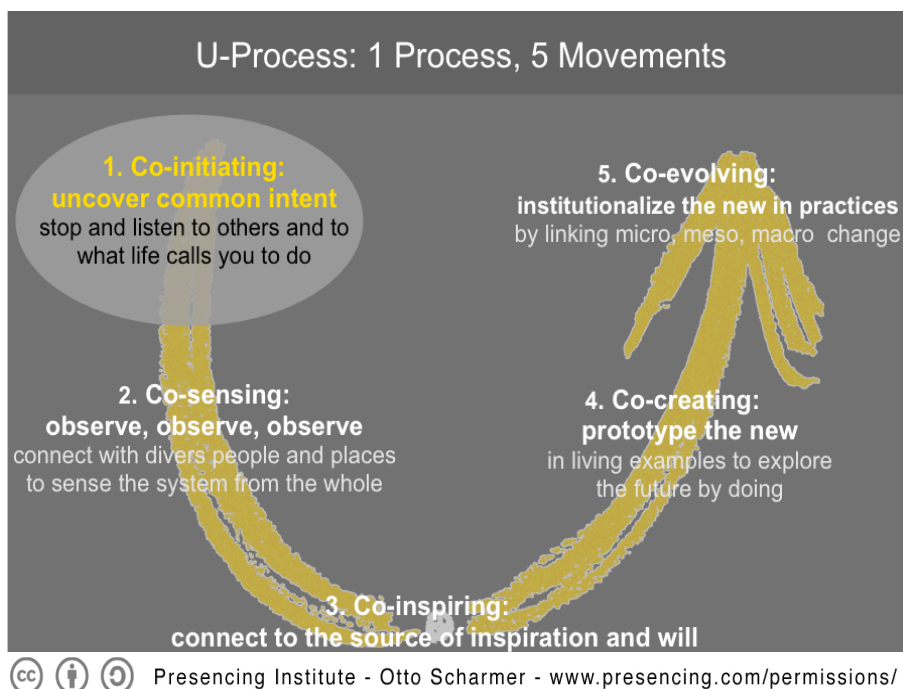 U-Process: 1 Process, 5 Movements
1. Co-initiating:
uncover common intent
stop and listen to others and to
what life calls you to do
2. Co-sensing:
observe, observe, observe
connect with divers people and places
to sense the system from the whole
3. Co-inspiring:
connect to the source of inspiration and will
4. Co-creating:
prototype the new
in living examples to explore
the future by doing
5. Co-evolving:
institutionalize the new in practices
by linking micro, meso, macro change
cc
Presencing Institute - Otto Scharmer - www.presencing.com/permissions/